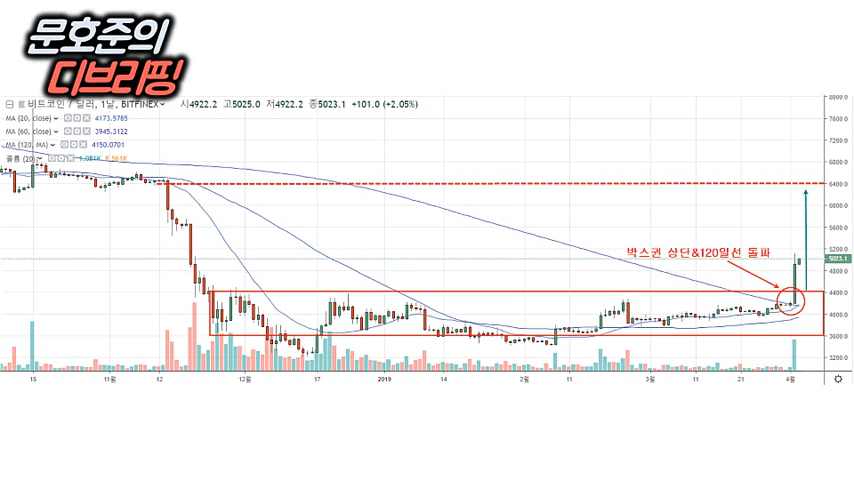 문호준의
디브리핑
비트코인 / 달러, 1날, BITFINEX 시4922.2 고5025.0 저4922.2 종5023.1 +101.0 (+2.05%)
MA (20, close) 4173.5785
MA (60, close) 3945.3122
MA (120, MA) 4150.0701
볼륨 (20) 1.081K 8.561K
박스권 상단&120일선 돌파
8000.0
7600.0
7200.0
6800.0
6400.0
6000.0
5600.0
5200.0
5023.1
4800.0
4400.0
4000.0
3600.0
3200.0
15 11월 12 12월 17 2019 14 2월 11 3월 11 21 4월